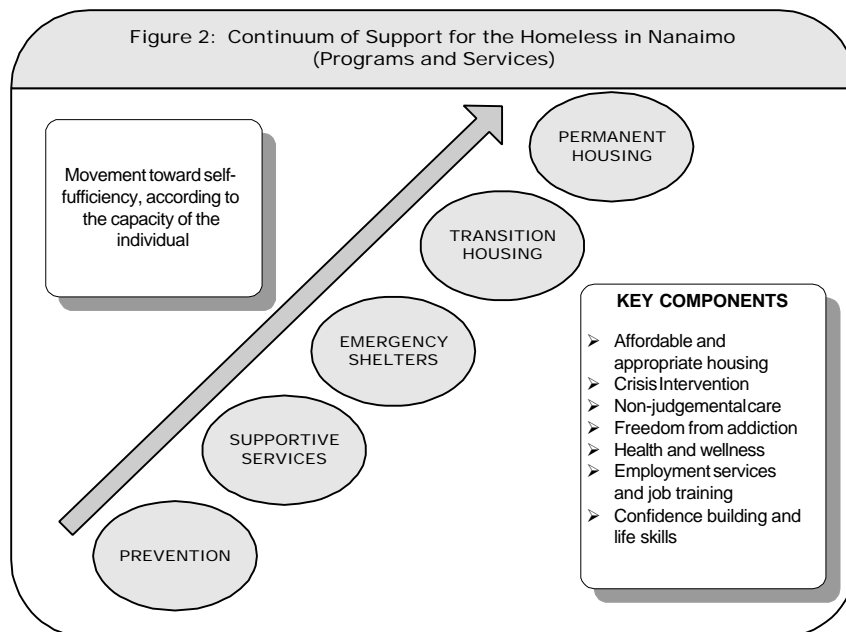 Figure 2: Continuum of Support for the Homeless in Nanaimo
(Programs and Services)
Movement toward self-
fufficiency, according to
the capacity of the
individual
PERMANENT
HOUSING
TRANSITION
HOUSING
EMERGENCY
SHELTERS
SUPPORTIVE
SERVICES
PREVENTION
KEY COMPONENTS
➢ Affordable and
appropriate housing
➢ Crisis Intervention
➢ Non-judgemental care
➢ Freedom from addiction
➢ Health and wellness
➢ Employment services
and job training
➢ Confidence building and
life skills